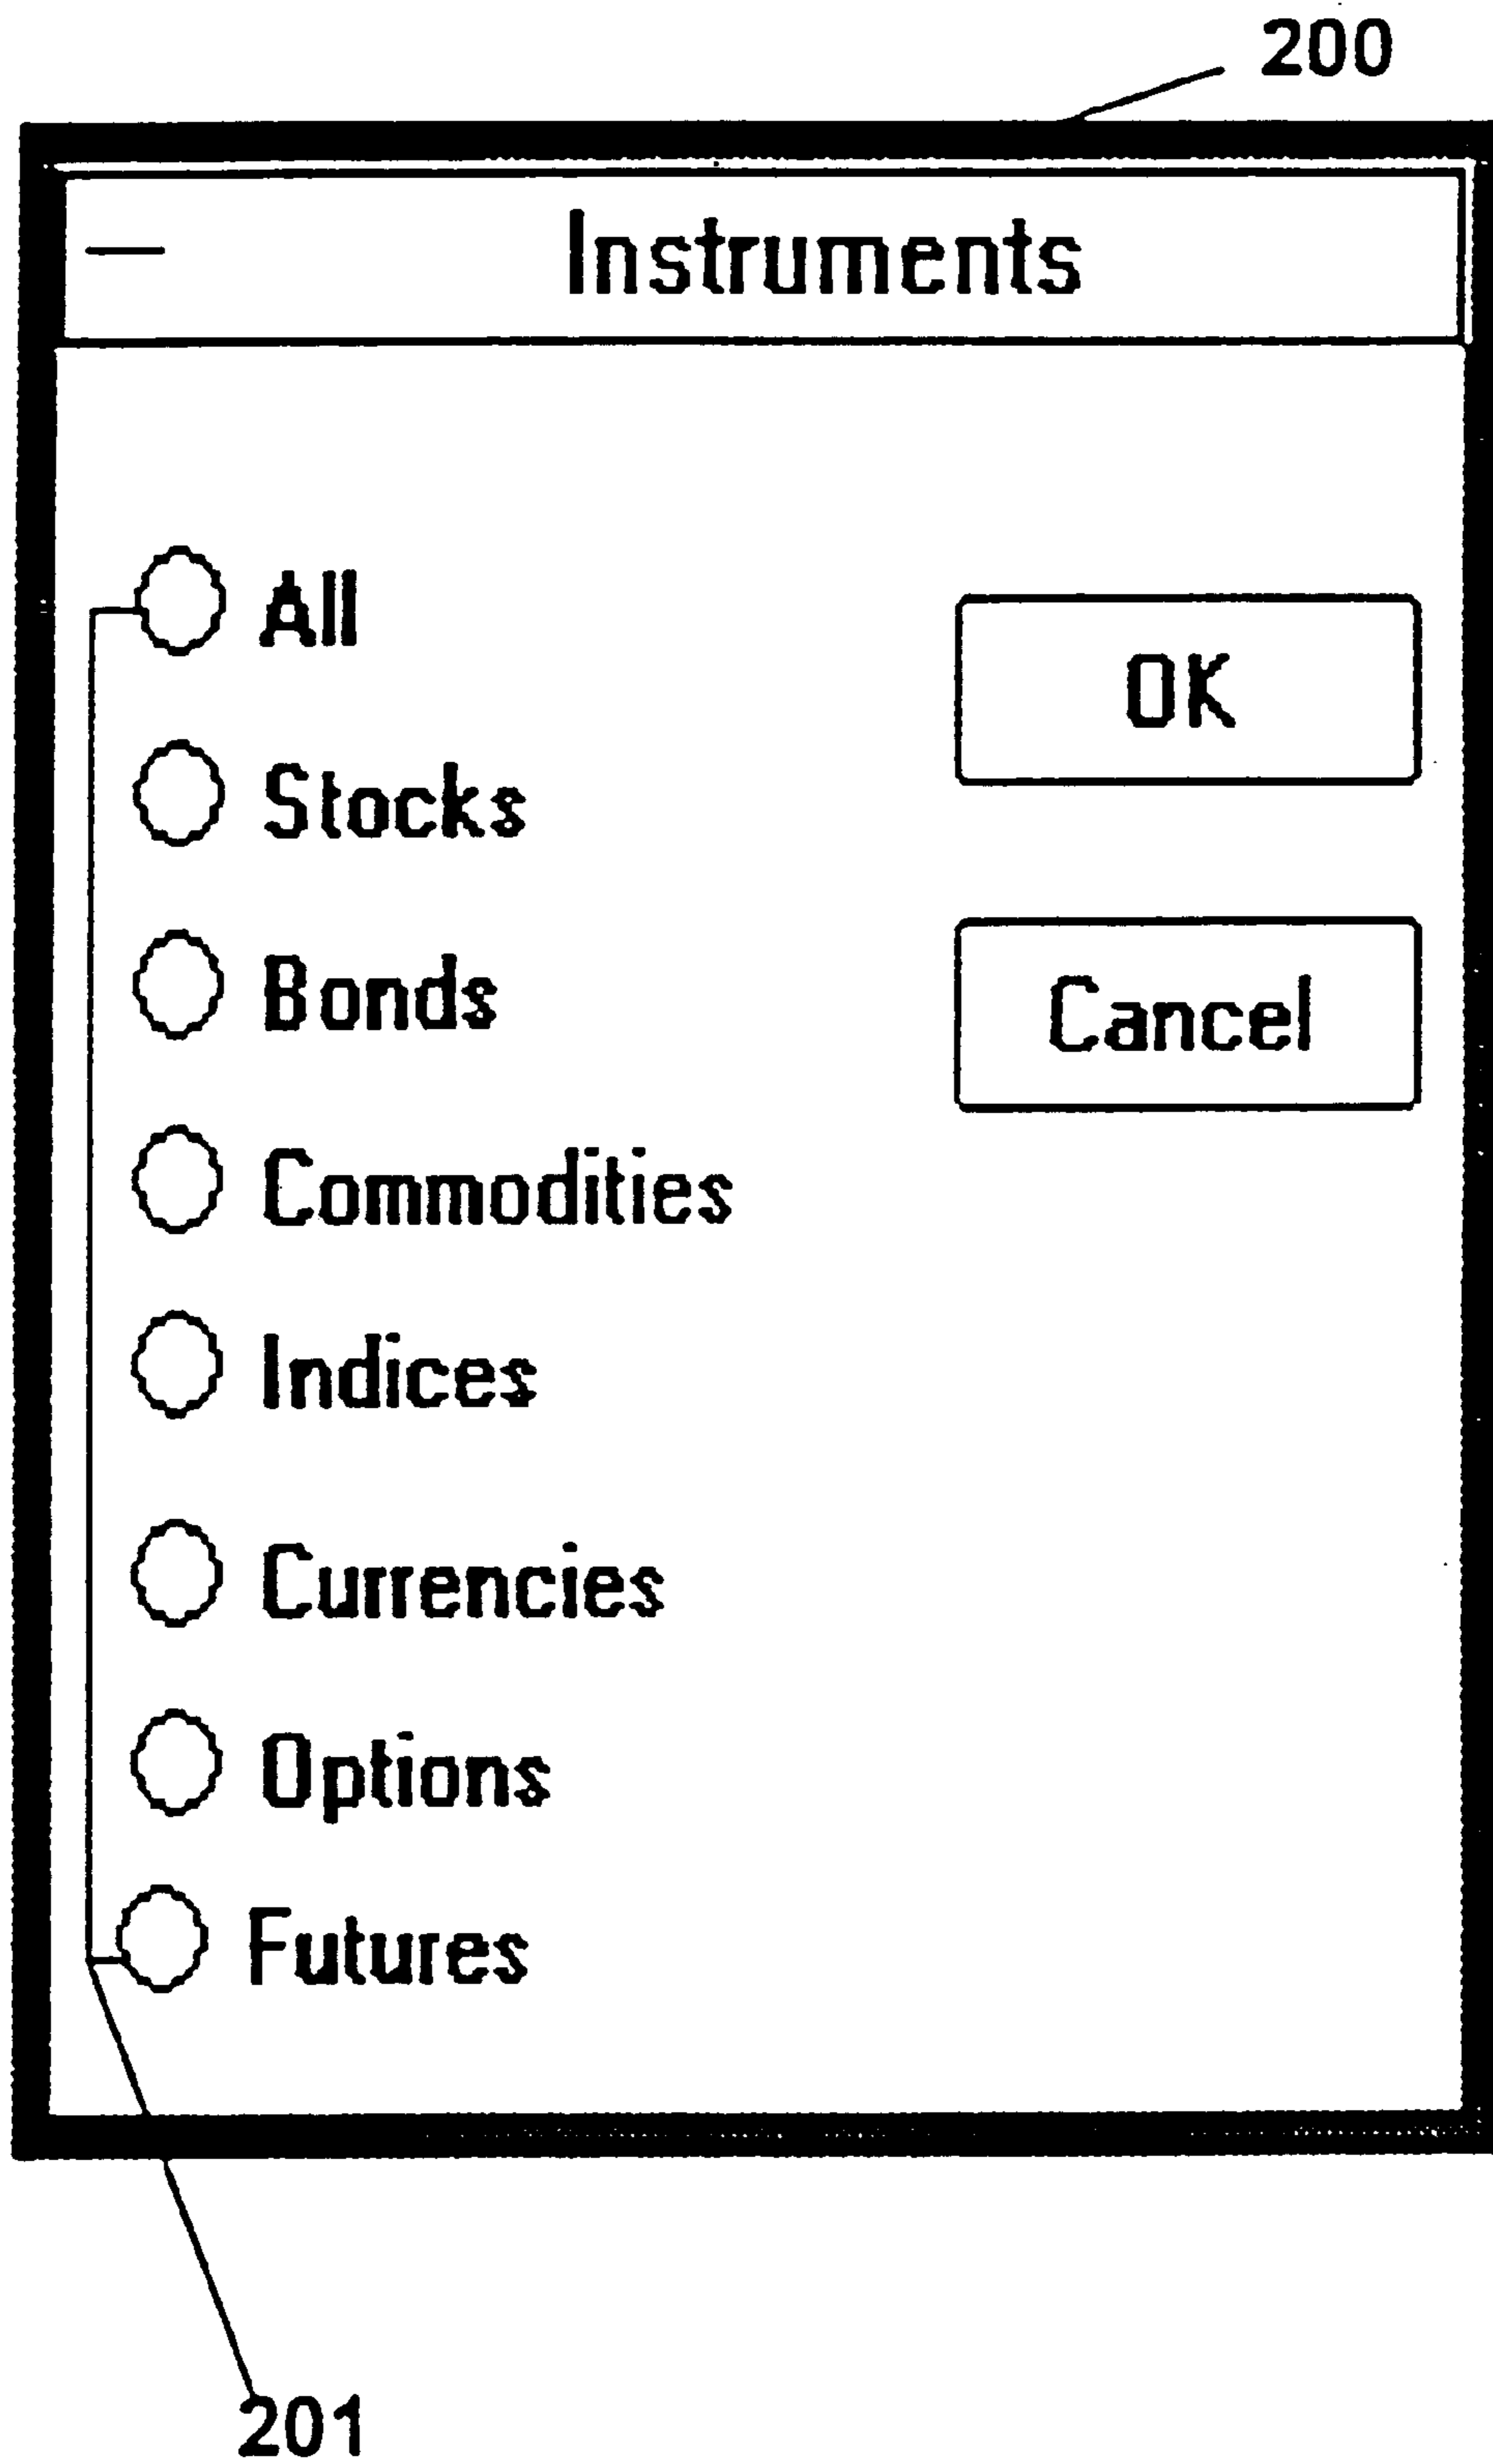 200
Instruments
All
OK
Stocks
Bonds
Cancel
Commodities
Indices
Currencies
Options
Futures
201